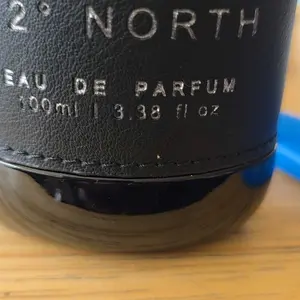 2° NORTH
EAU DE PARFUM
100ml | 3.38 fl oz